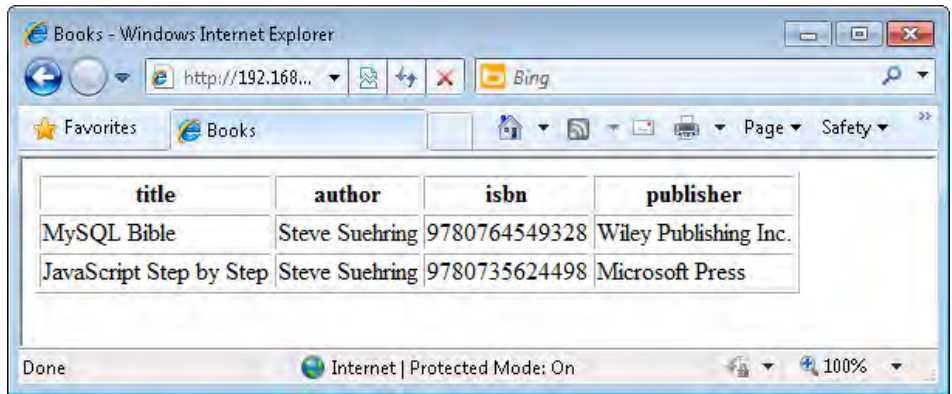 Books - Windows Internet Explorer
http://192.168... Bing
Favorites Books Page Safety
title author isbn publisher
MySQL Bible Steve Suehring 9780764549328 Wiley Publishing Inc.
JavaScript Step by Step Steve Suehring 9780735624498 Microsoft Press
Done Internet | Protected Mode: On 100%